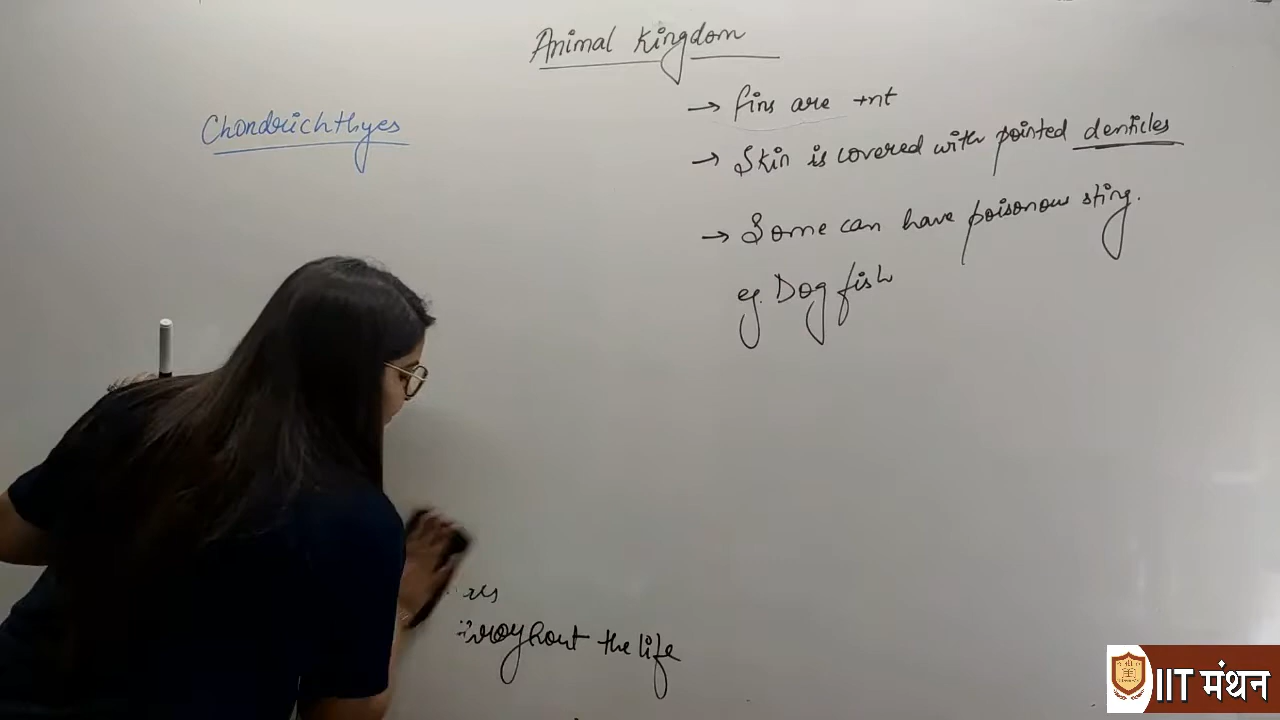 Animal Kingdom
Chondrichthyes
→ fins are +nt
→ Skin is covered with pointed denticles
→ Some can have poisonous sting.
eg. Dog fish
the life
IIT मंथन